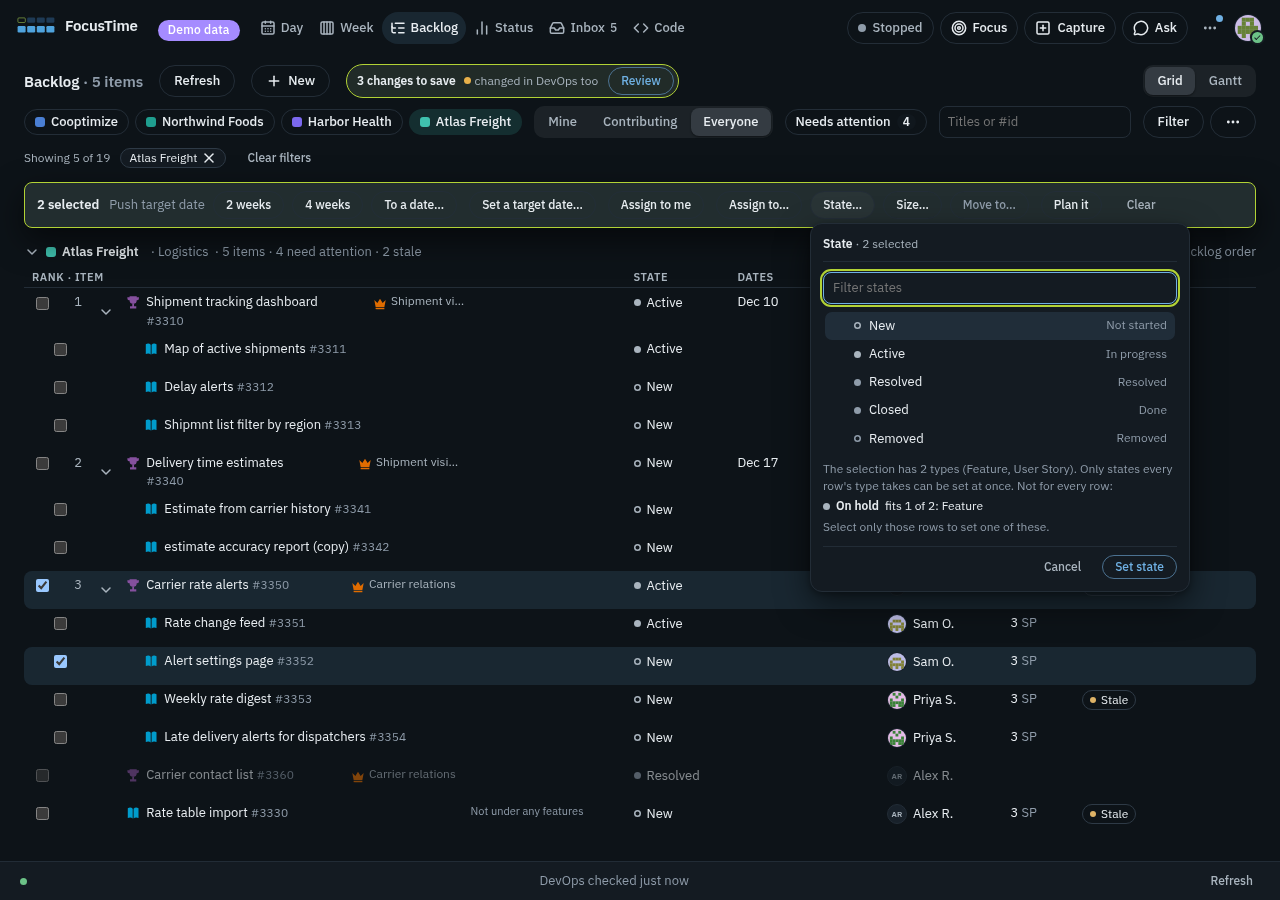 FocusTime
Demo data
Day
Week
Backlog
Status
Inbox 5
Code
Stopped
Focus
Capture
Ask
Backlog · 5 items
Refresh
New
3 changes to save
changed in DevOps too
Review
Grid
Gantt
Cooptimize
Northwind Foods
Harbor Health
Atlas Freight
Mine
Contributing
Everyone
Needs attention 4
Titles or #id
Filter
Showing 5 of 19
Atlas Freight
Clear filters
2 selected
Push target date
2 weeks
4 weeks
To a date...
Set a target date...
Assign to me
Assign to...
State...
Size...
Move to...
Plan it
Clear
Atlas Freight · Logistics · 5 items · 4 need attention · 2 stale
cklog order
RANK · ITEM
STATE
DATES
1
Shipment tracking dashboard
#3310
Shipment vi...
Active
Dec 10
Map of active shipments #3311
Active
Delay alerts #3312
New
Shipmnt list filter by region #3313
New
2
Delivery time estimates
#3340
Shipment visi...
New
Dec 17
Estimate from carrier history #3341
New
estimate accuracy report (copy) #3342
New
3
Carrier rate alerts #3350
Carrier relations
Active
Rate change feed #3351
Active
Sam O.
3 SP
Alert settings page #3352
New
Sam O.
3 SP
Weekly rate digest #3353
New
Priya S.
3 SP
Stale
Late delivery alerts for dispatchers #3354
New
Priya S.
3 SP
Carrier contact list #3360
Carrier relations
Resolved
AR
Alex R.
Rate table import #3330
Not under any features
New
AR
Alex R.
3 SP
Stale
State · 2 selected
Filter states
New
Not started
Active
In progress
Resolved
Resolved
Closed
Done
Removed
Removed
The selection has 2 types (Feature, User Story). Only states every
row's type takes can be set at once. Not for every row:
On hold fits 1 of 2: Feature
Select only those rows to set one of these.
Cancel
Set state
DevOps checked just now
Refresh